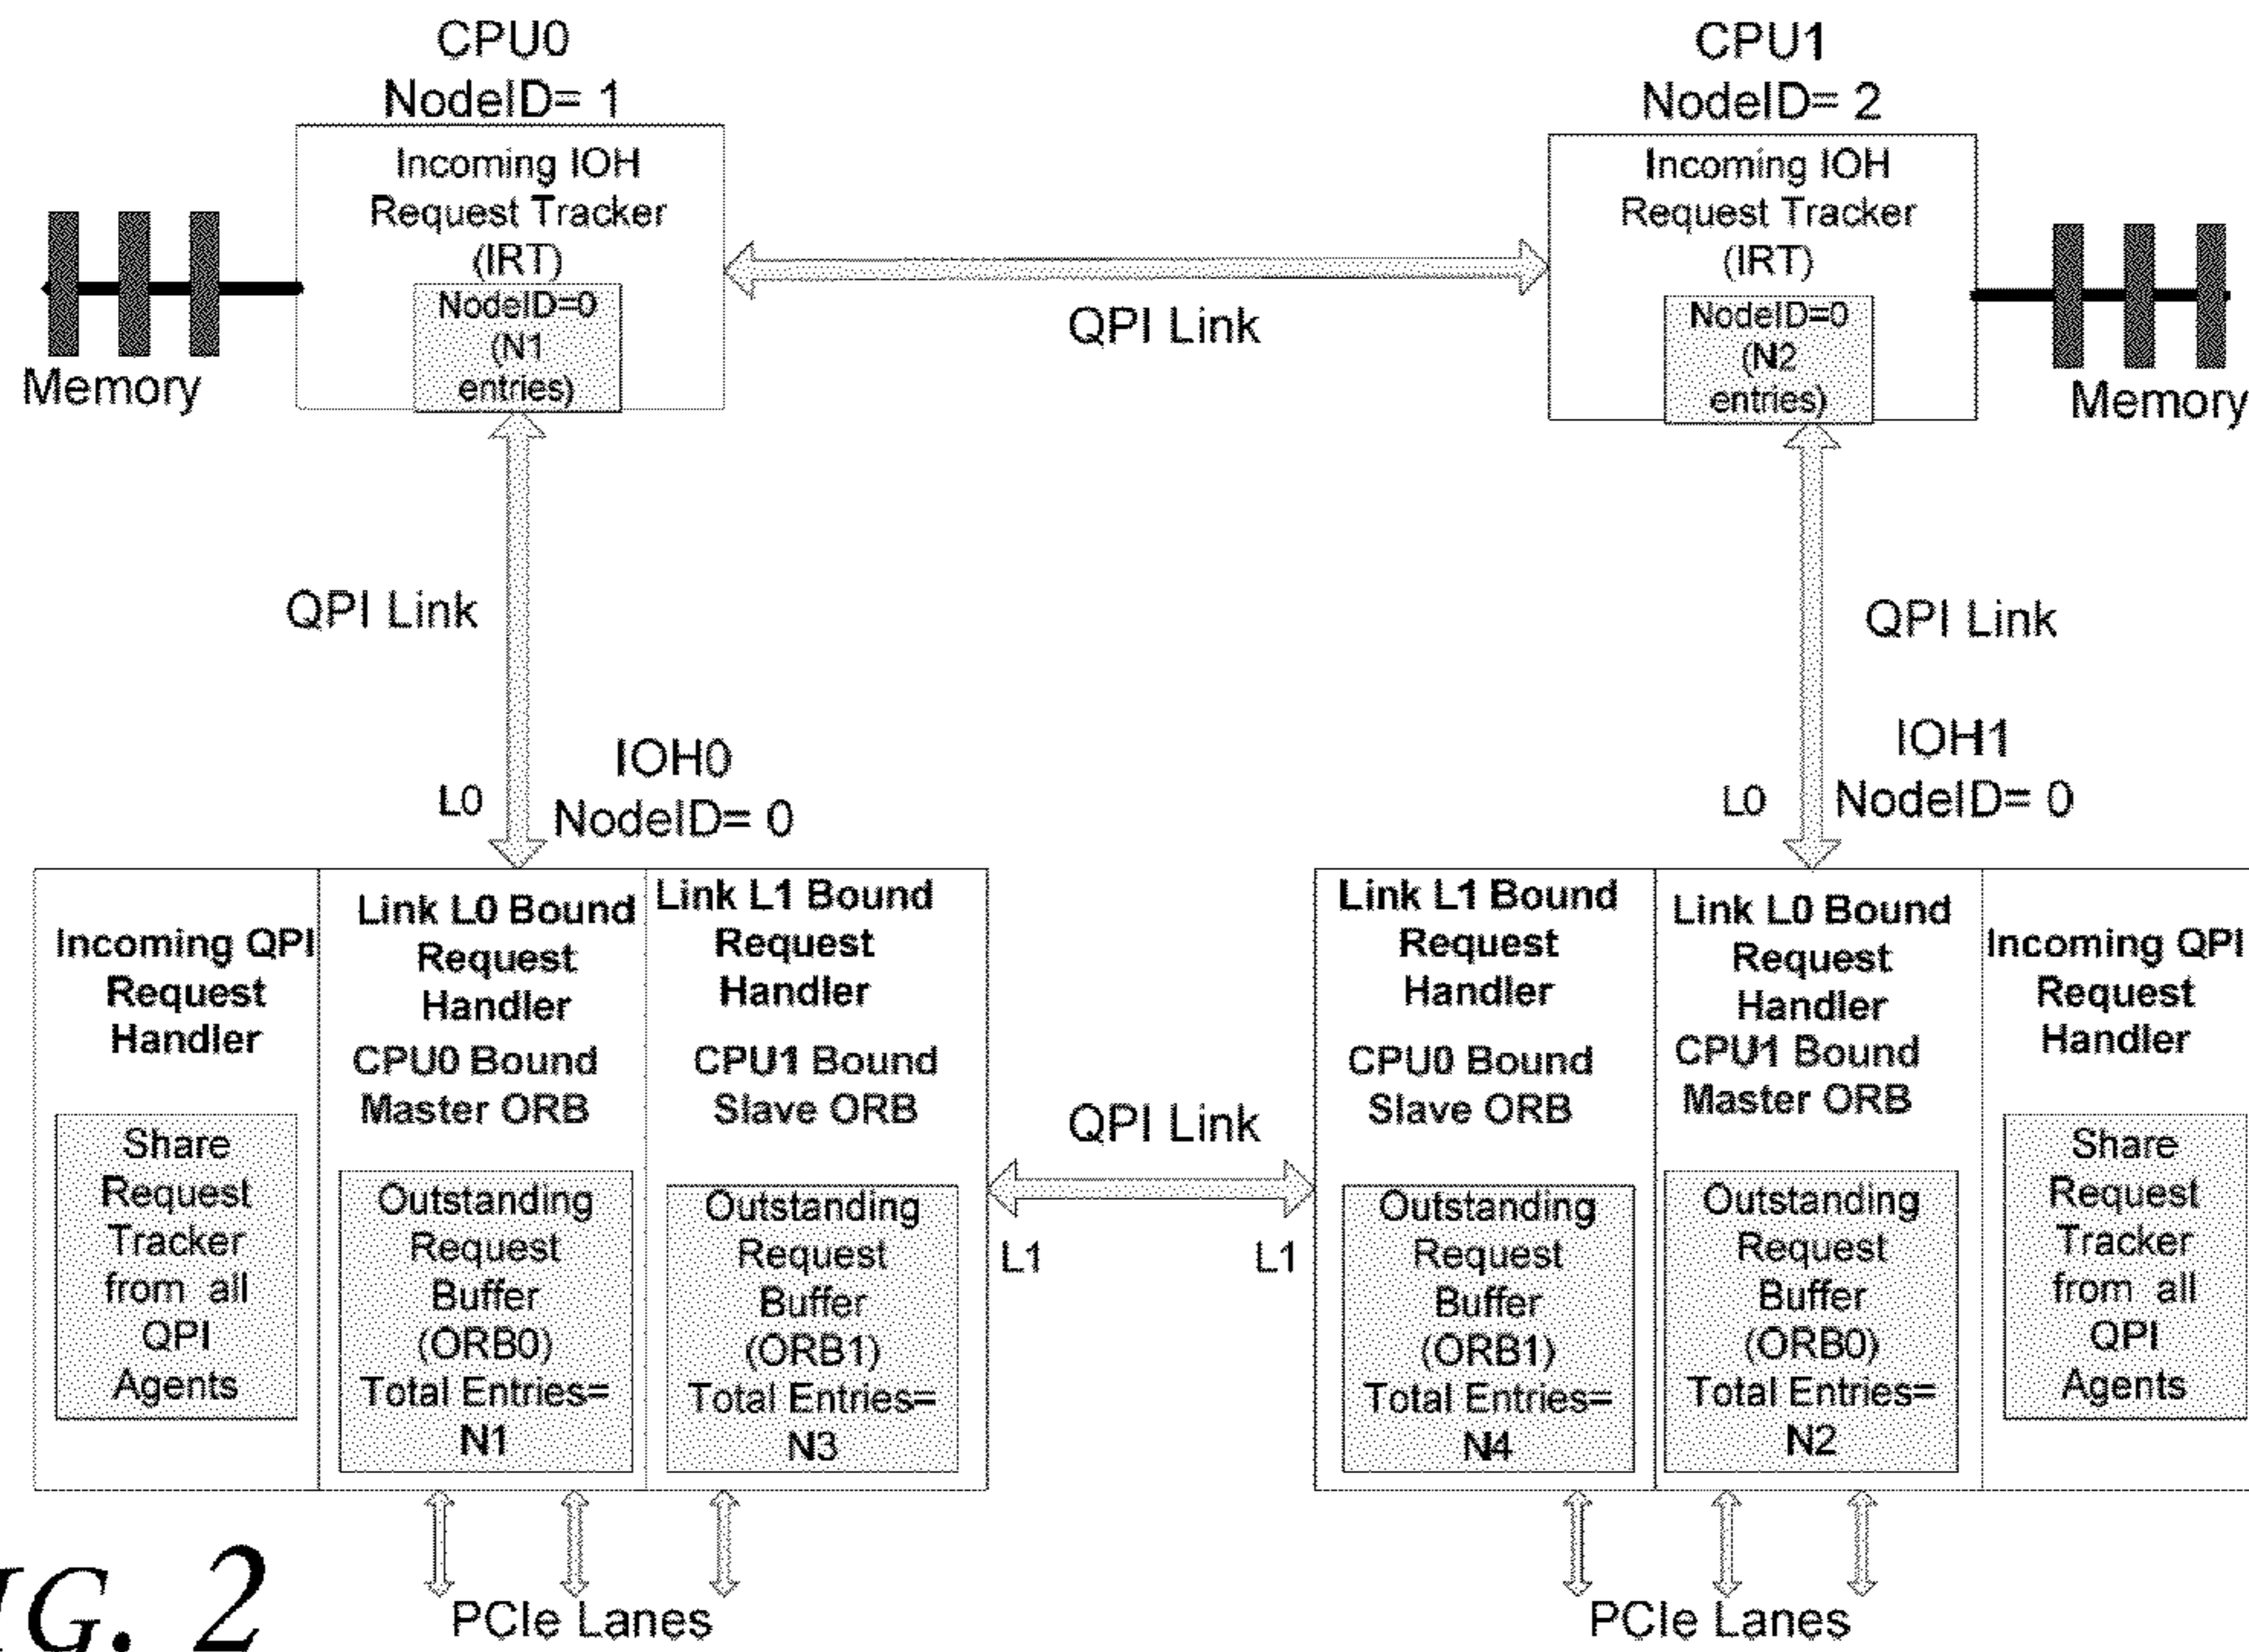 CPU0
NodeID= 1
Incoming IOH
Request Tracker
(IRT)
NodeID=0
(N1
entries)
Memory
CPU1
NodeID= 2
Incoming IOH
Request Tracker
(IRT)
NodeID=0
(N2
entries)
Memory
QPI Link
QPI Link
QPI Link
IOH0
L0
NodeID= 0
IOH1
L0
NodeID= 0
Incoming QPI
Request
Handler
Share
Request
Tracker
from all
QPI
Agents
Link L0 Bound
Request
Handler
CPU0 Bound
Master ORB
Outstanding
Request
Buffer
(ORB0)
Total Entries=
N1
Link L1 Bound
Request
Handler
CPU1 Bound
Slave ORB
Outstanding
Request
Buffer
(ORB1)
Total Entries=
N3
QPI Link
L1
L1
Link L1 Bound
Request
Handler
CPU0 Bound
Slave ORB
Outstanding
Request
Buffer
(ORB1)
Total Entries=
N4
Link L0 Bound
Request
Handler
CPU1 Bound
Master ORB
Outstanding
Request
Buffer
(ORB0)
Total Entries=
N2
Incoming QPI
Request
Handler
Share
Request
Tracker
from all
QPI
Agents
PCIe Lanes
PCIe Lanes
IG. 2